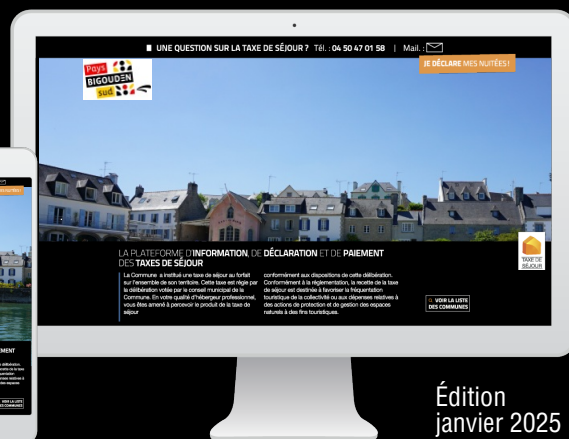 UNE QUESTION SUR LA TAXE DE SÉJOUR ? Tél. : 04 50 47 01 58 | Mail. :
JE DÉCLARE MES NUITÉES !
Pays
BIGOUDEN
sud
LA PLATEFORME D'INFORMATION, DE DÉCLARATION ET DE PAIEMENT
DES TAXES DE SÉJOUR
La Commune a institué une taxe de séjour au forfait
sur l'ensemble de son territoire. Cette taxe est régie par
la délibération votée par le conseil municipal de la
Commune. En votre qualité d'hébergeur professionnel,
vous êtes amené à percevoir le produit de la taxe de
séjour
conformément aux dispositions de cette délibération.
Conformément à la réglementation, la recette de la taxe
de séjour est destinée à favoriser la fréquentation
touristique de la collectivité ou aux dépenses relatives à
des actions de protection et de gestion des espaces
naturels à des fins touristiques.
TAXE DE
SÉJOUR
VOIR LA LISTE
DES COMMUNES
Édition
janvier 2025